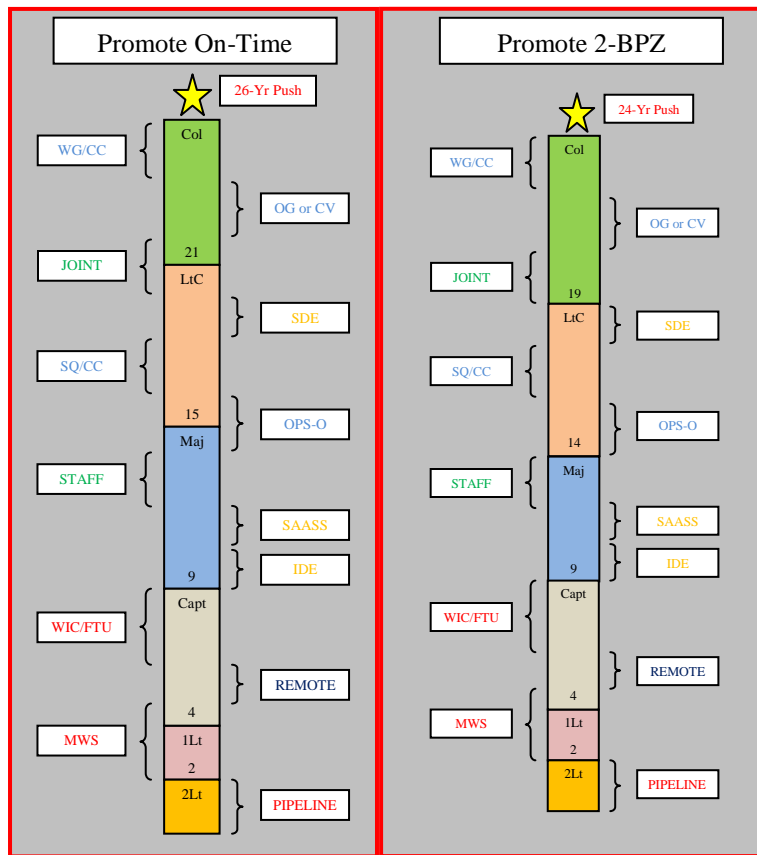 Promote On-Time
26-Yr Push
Col
WG/CC
OG or CV
21
JOINT
LtC
SDE
SQ/CC
15
OPS-O
Maj
STAFF
SAASS
IDE
9
Capt
WIC/FTU
REMOTE
4
MWS
1Lt
2
2Lt
PIPELINE
Promote 2-BPZ
24-Yr Push
Col
WG/CC
OG or CV
JOINT
19
LtC
SDE
SQ/CC
OPS-O
14
Maj
STAFF
SAASS
IDE
9
Capt
WIC/FTU
REMOTE
4
1Lt
MWS
2
2Lt
PIPELINE